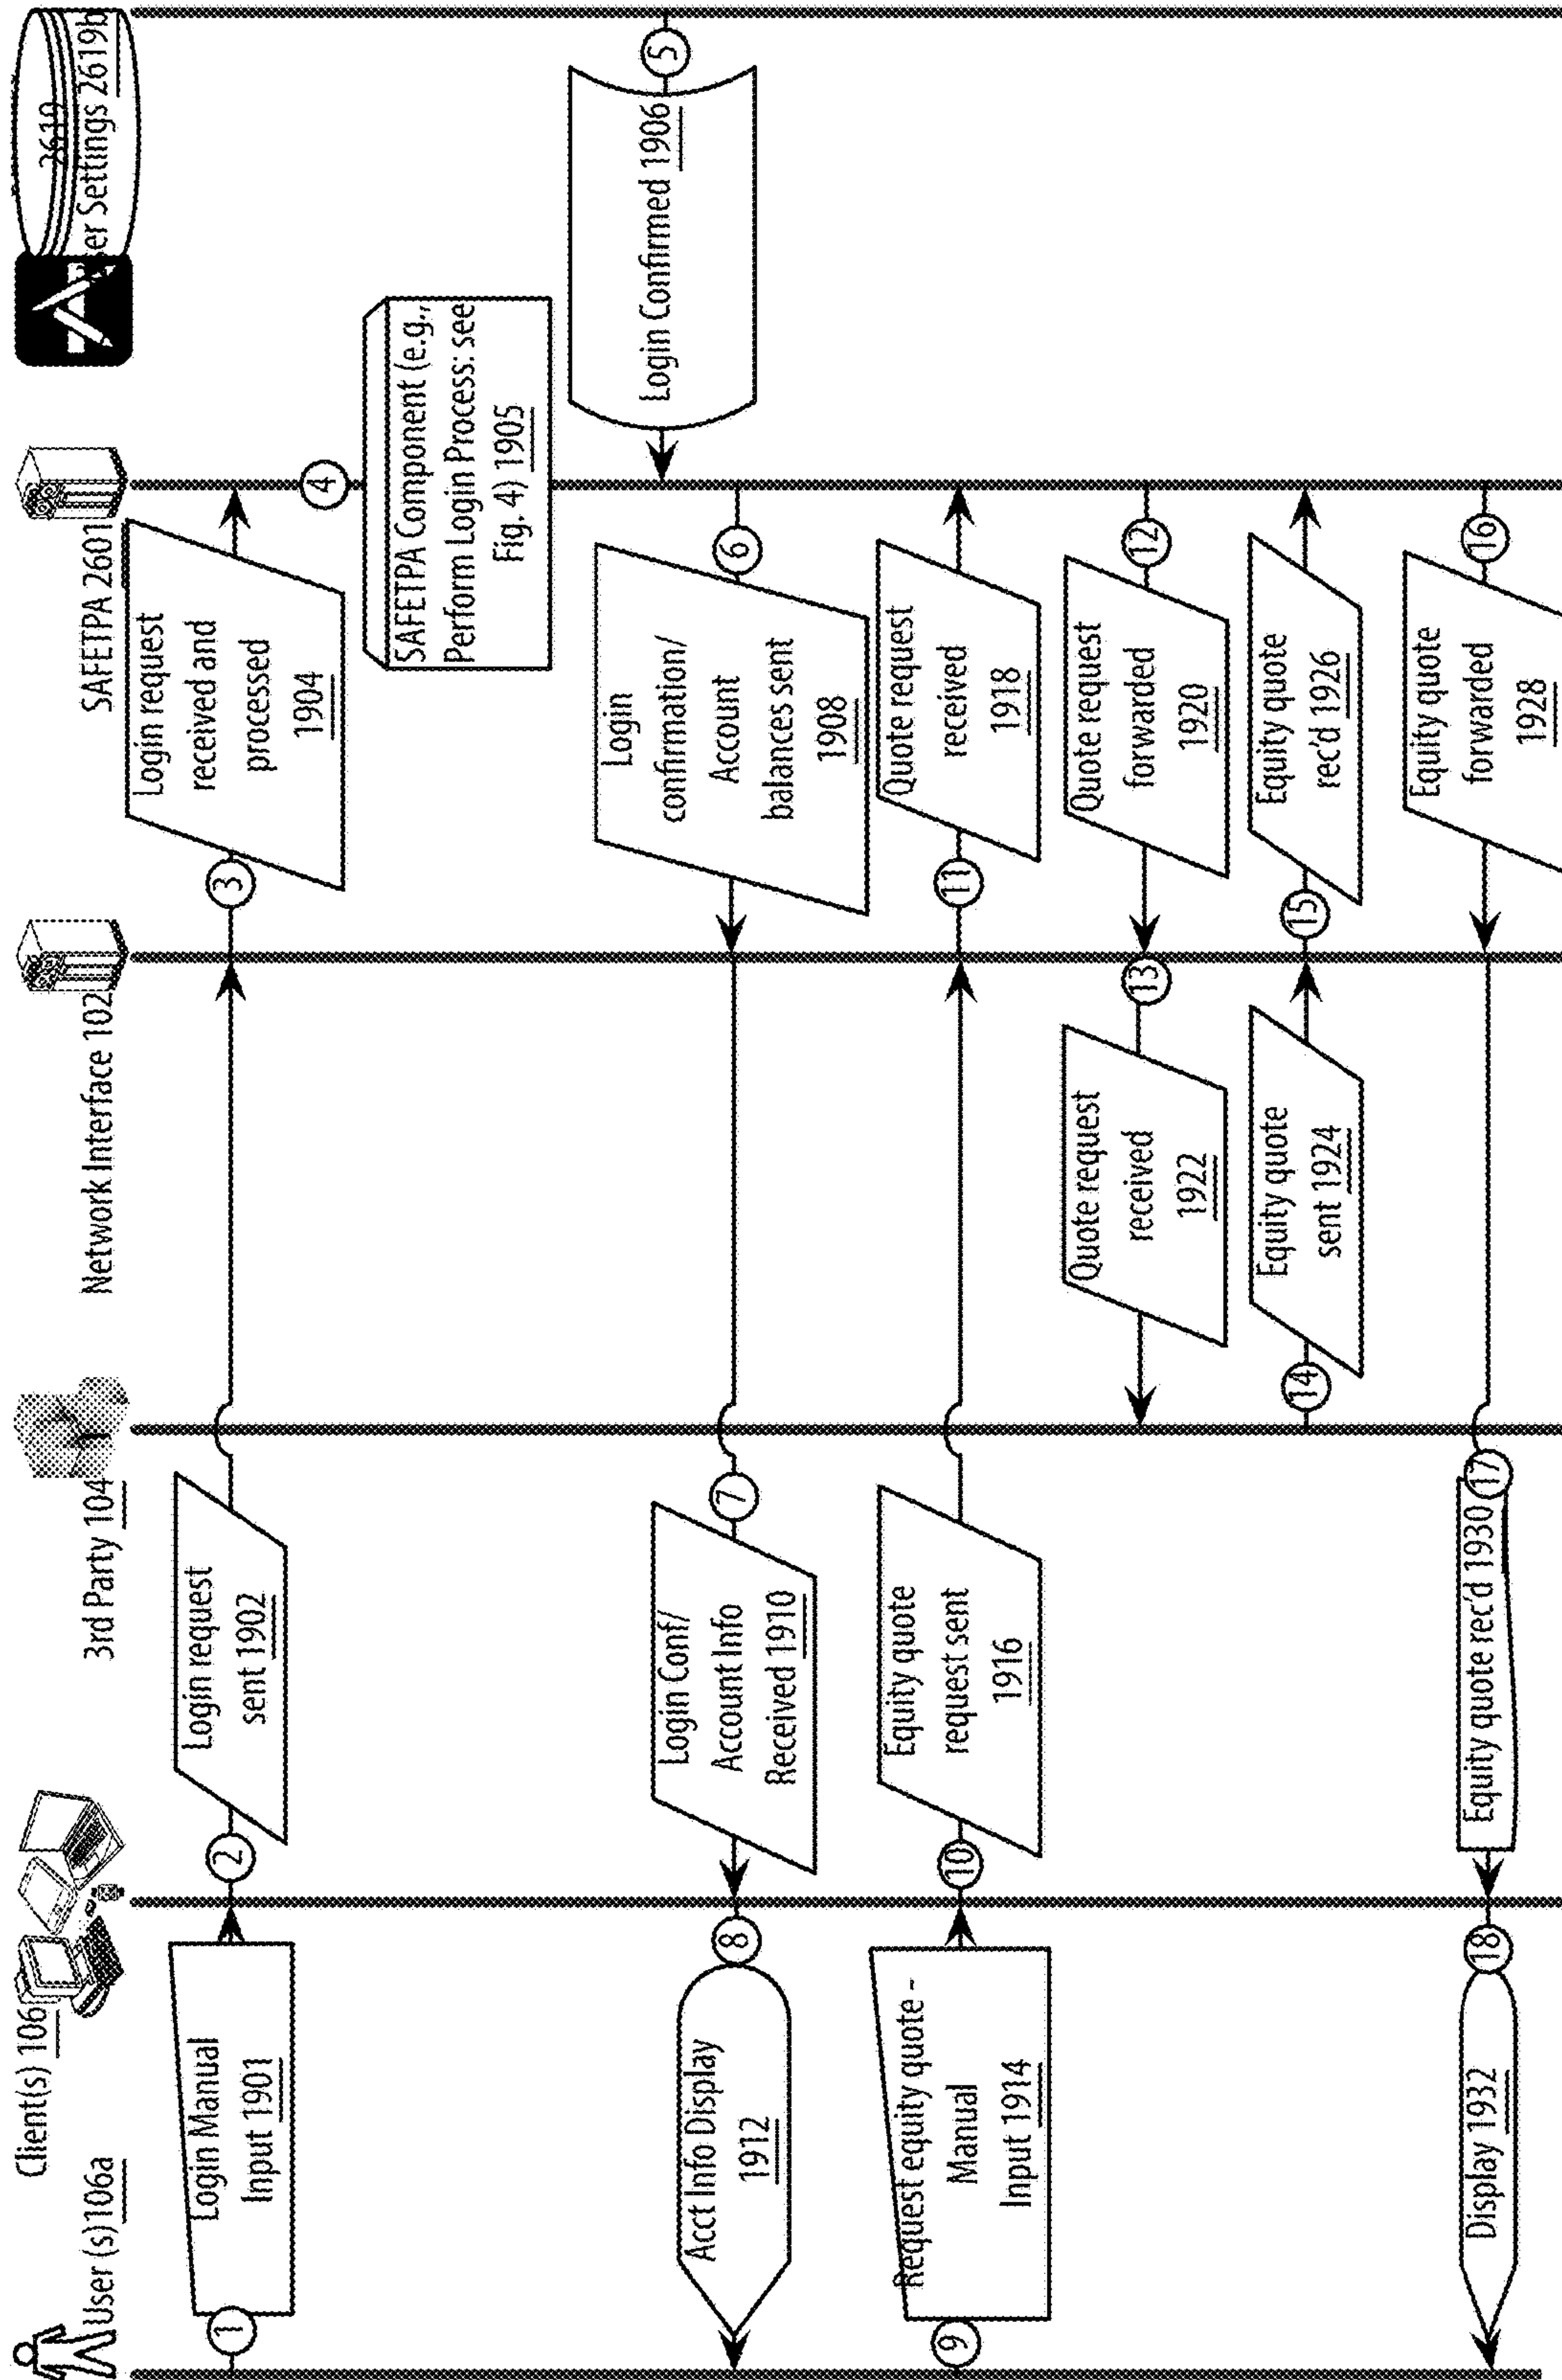 User (s)106a
Client(s) 106
3rd Party 104
Network Interface 102
SAFETPA 2601
2619
ser Settings 2619b
1
Login Manual
Input 1901
2
Login request
sent 1902
3
Login request
received and
processed
1904
4
SAFETPA Component (e.g.,
Perform Login Process: see
Fig. 4) 1905
5
Login Confirmed 1906
6
Login
confirmation/
Account
balances sent
1908
7
Login Conf/
Account Info
Received 1910
8
Acct Info Display
1912
9
Request equity quote -
Manual
Input 1914
10
Equity quote
request sent
1916
11
Quote request
received
1918
12
Quote request
forwarded
1920
13
Quote request
received
1922
14
Equity quote
sent 1924
15
Equity quote
rec'd 1926
16
Equity quote
forwarded
1928
17
Equity quote rec'd 1930
18
Display 1932